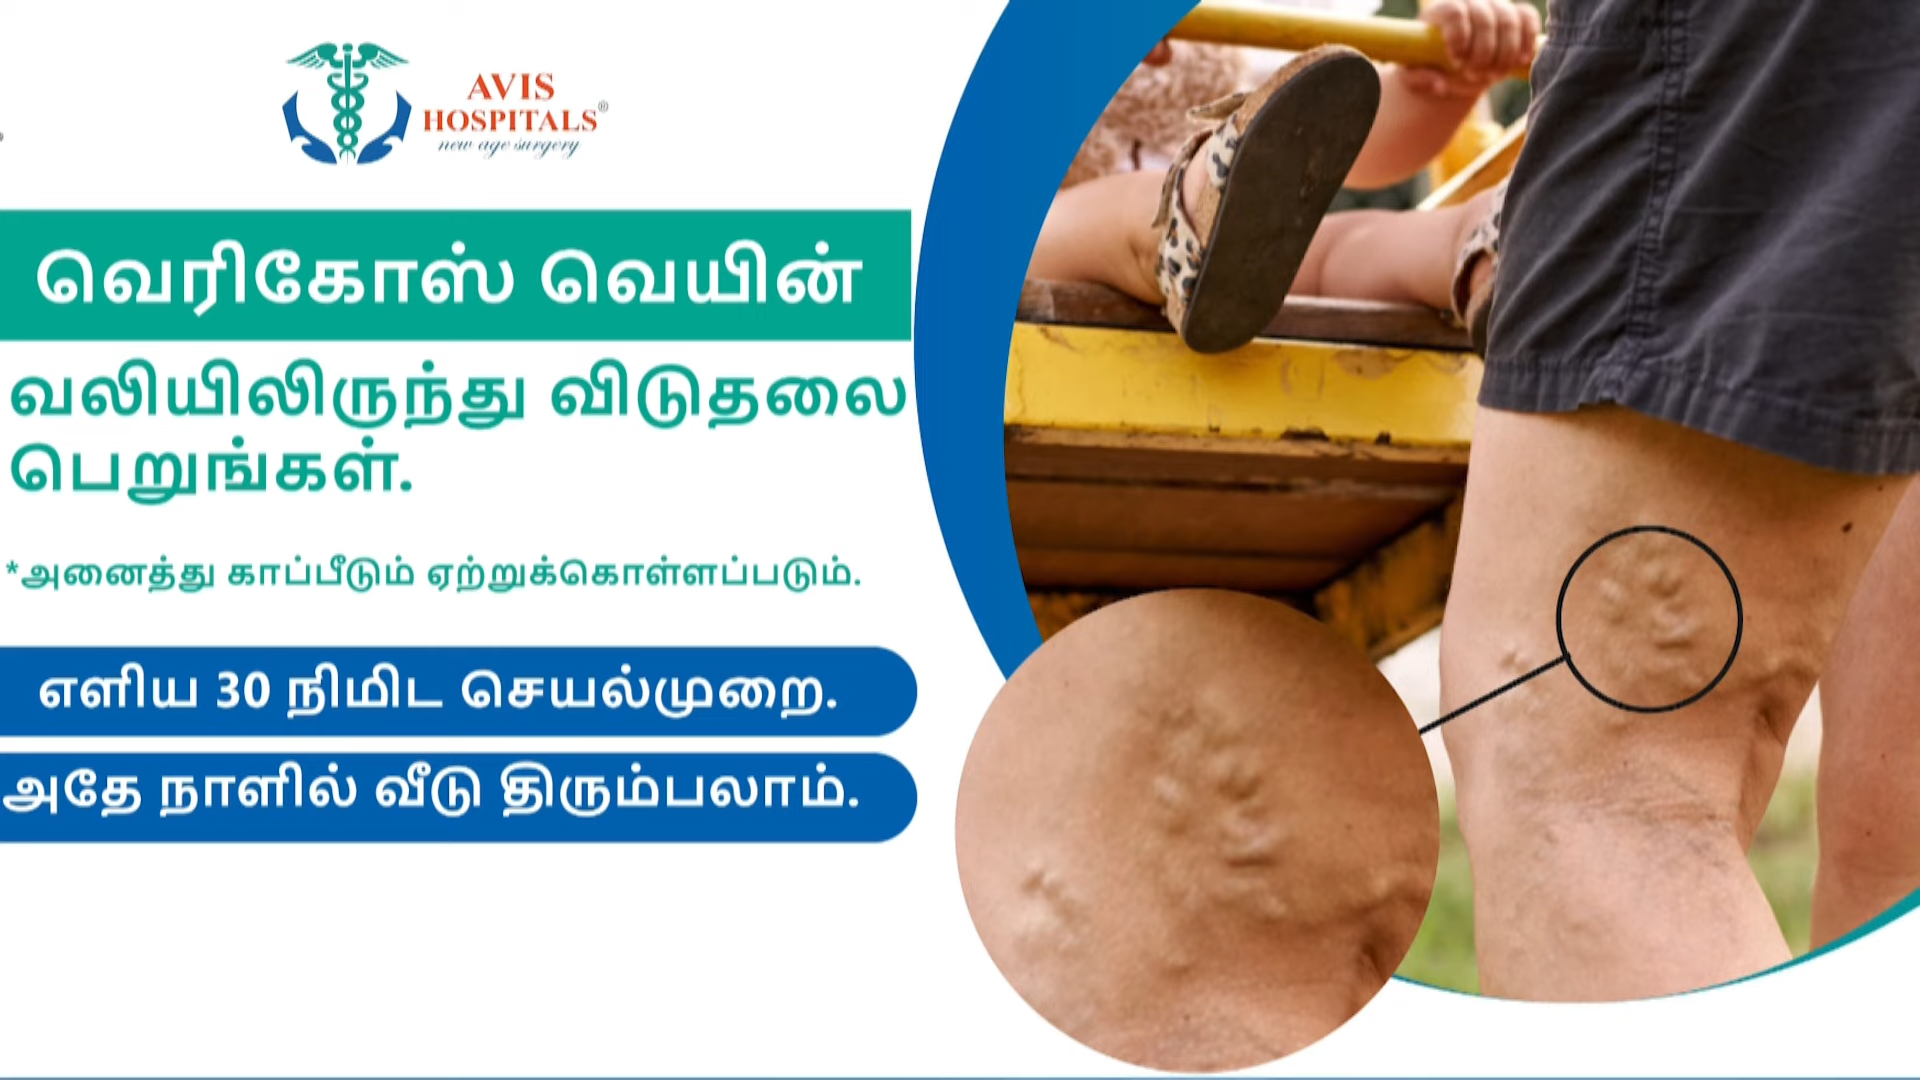 AVIS
HOSPITALS®
new age surgery
வெரிகோஸ் வெயின்
வலியிலிருந்து விடுதலை
பெறுங்கள்.
*அனைத்து காப்பீடும் ஏற்றுக்கொள்ளப்படும்.
எளிய 30 நிமிட செயல்முறை.
அதே நாளில் வீடு திரும்பலாம்.